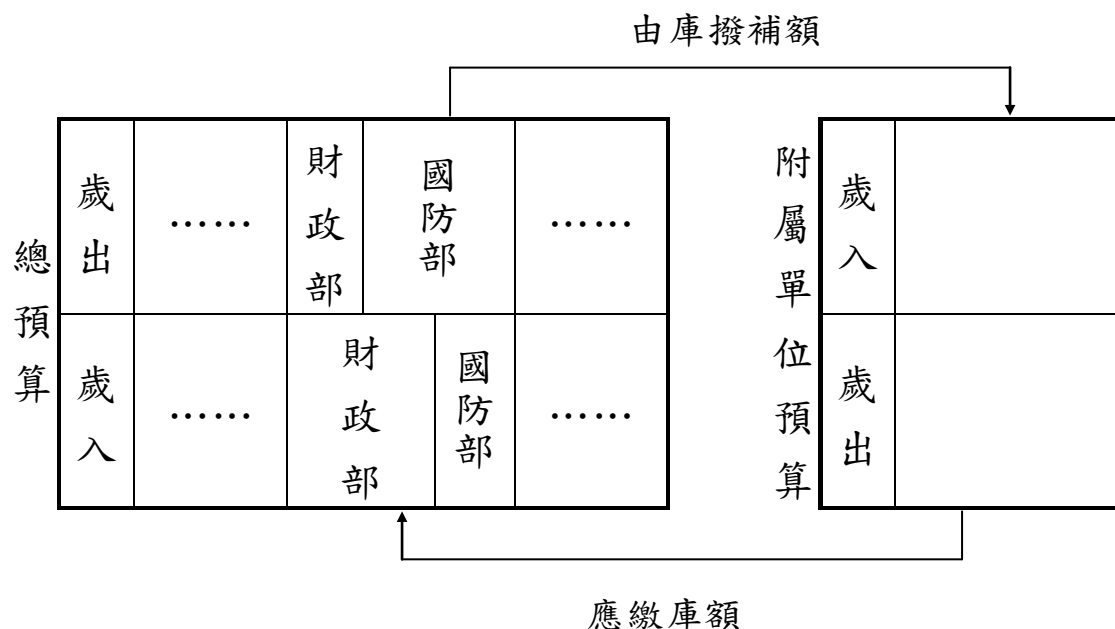 由庫撥補額
總預算
歲出
……
財政部
國防部
……
歲入
……
財政部
國防部
……
附屬單位預算
歲入
歲出
應繳庫額